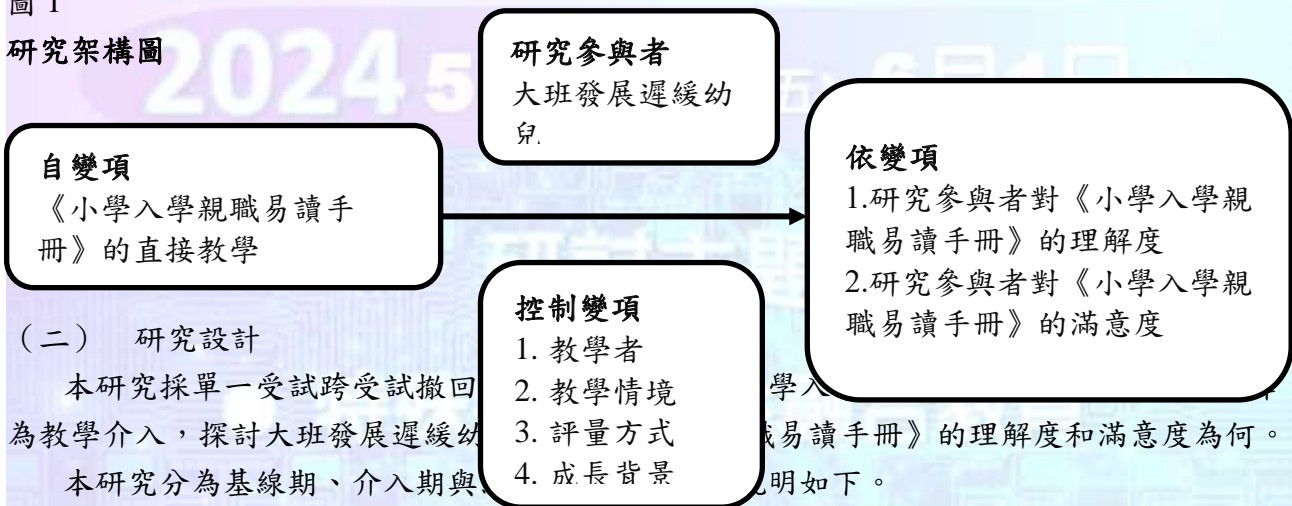 圖 1
研究架構圖
2024 5
研究參與者
大班發展遲緩幼
兒
自變項
《小學入學親職易讀手
冊》的直接教學
依變項
1.研究參與者對《小學入學親
職易讀手冊》的理解度
2.研究參與者對《小學入學親
職易讀手冊》的滿意度
控制變項
1. 教學者
2. 教學情境
3. 評量方式
4. 成長背景
（二） 研究設計
本研究採單一受試跨受試撤回 學入
為教學介入，探討大班發展遲緩幼 易讀手冊》的理解度和滿意度為何。
本研究分為基線期、介入期與 明如下。